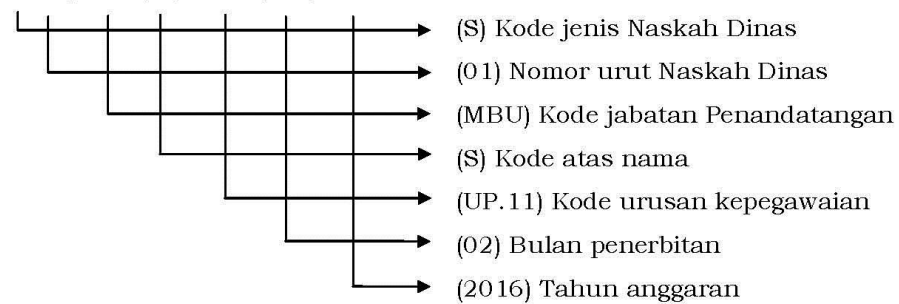 (S) Kode jenis Naskah Dinas
(01) Nomor urut Naskah Dinas
(MBU) Kode jabatan Penandatangan
(S) Kode atas nama
(UP.11) Kode urusan kepegawaian
(02) Bulan penerbitan
(2016) Tahun anggaran